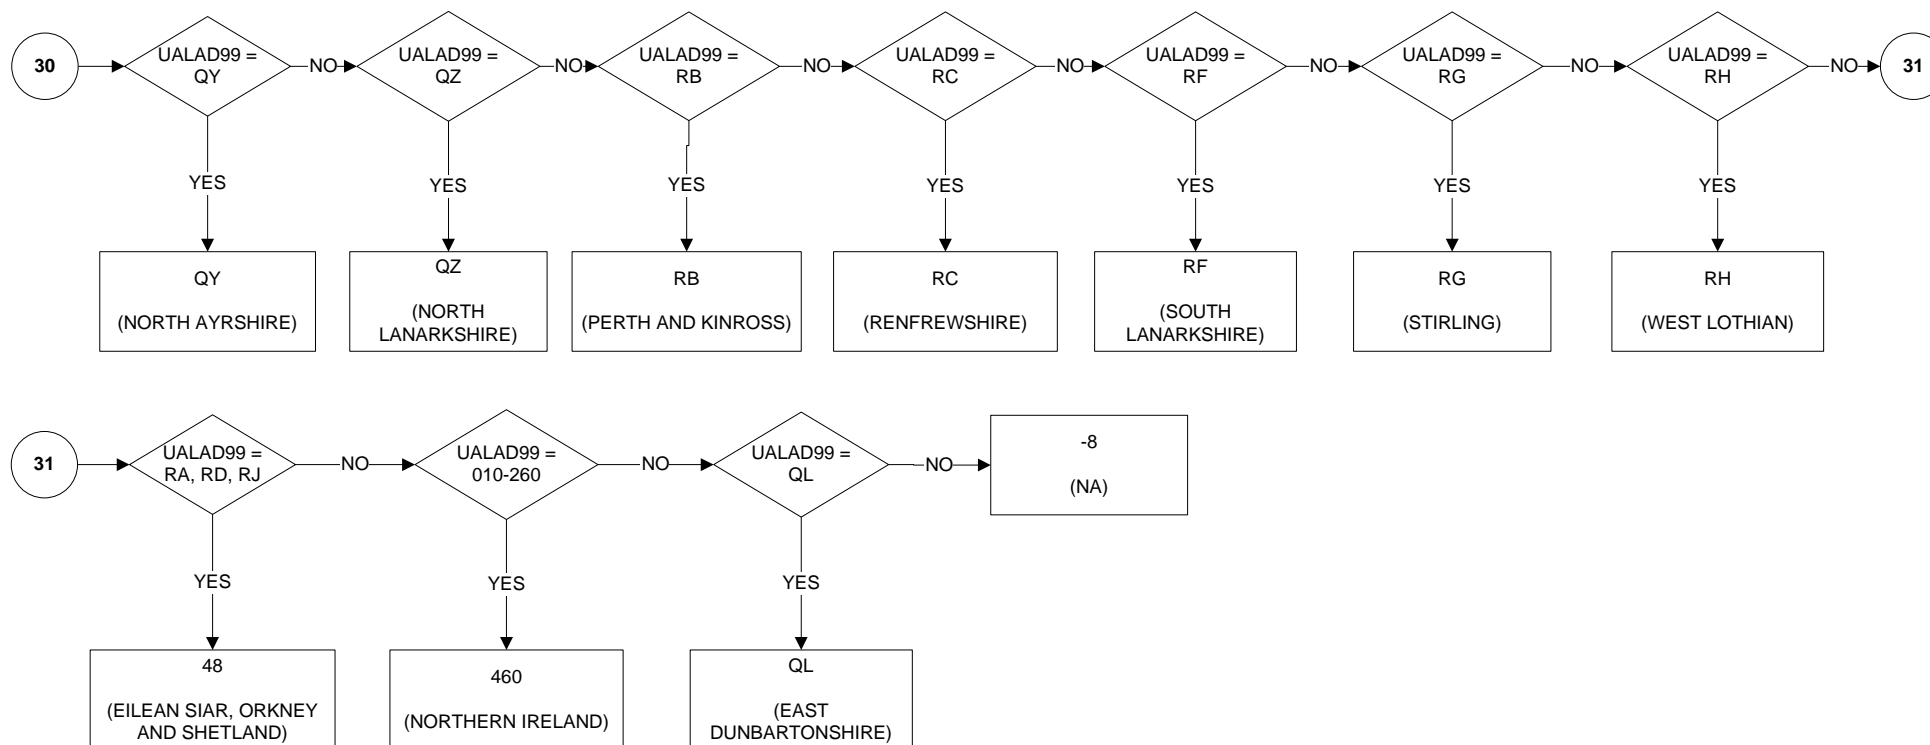 30
UALAD99 =
QY
NO
UALAD99 =
QZ
NO
UALAD99 =
RB
NO
UALAD99 =
RC
NO
UALAD99 =
RF
NO
UALAD99 =
RG
NO
UALAD99 =
RH
NO
31
YES
YES
YES
YES
YES
YES
YES
QY
(NORTH AYRSHIRE)
QZ
(NORTH
LANARKSHIRE)
RB
(PERTH AND KINROSS)
RC
(RENFREWSHIRE)
RF
(SOUTH
LANARKSHIRE)
RG
(STIRLING)
RH
(WEST LOTHIAN)
31
UALAD99 =
RA, RD, RJ
NO
UALAD99 =
010-260
NO
UALAD99 =
QL
NO
-8
(NA)
YES
YES
YES
48
(EILEAN SIAR, ORKNEY
AND SHETLAND)
460
(NORTHERN IRELAND)
QL
(EAST
DUNBARTONSHIRE)